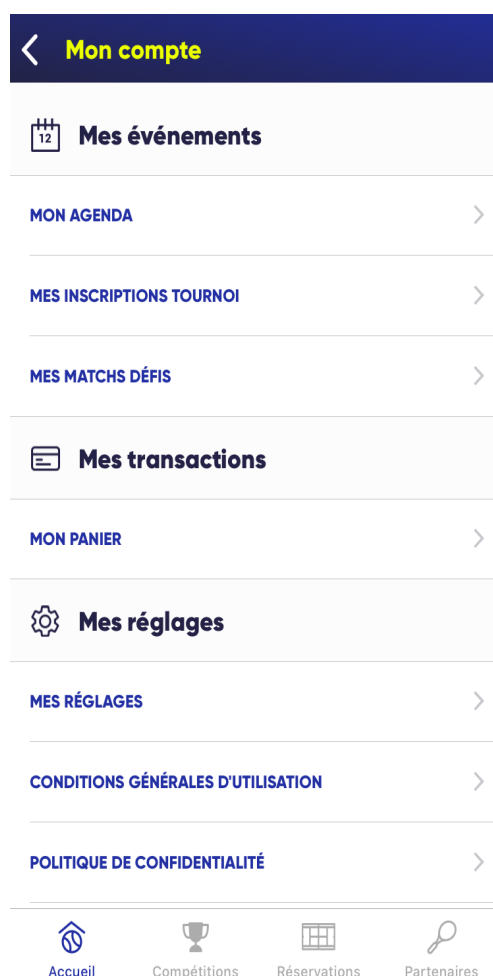 Mon compte
12
Mes événements
MON AGENDA
MES INSCRIPTIONS TOURNOI
MES MATCHS DÉFIS
Mes transactions
MON PANIER
Mes réglages
MES RÉGLAGES
CONDITIONS GÉNÉRALES D'UTILISATION
POLITIQUE DE CONFIDENTIALITÉ
Accueil Compétitions Réservations Partenaires